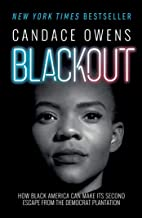 NEW YORK TIMES BESTSELLER
CANDACE OWENS
BLACKOUT
HOW BLACK AMERICA CAN MAKE ITS SECOND
ESCAPE FROM THE DEMOCRAT PLANTATION